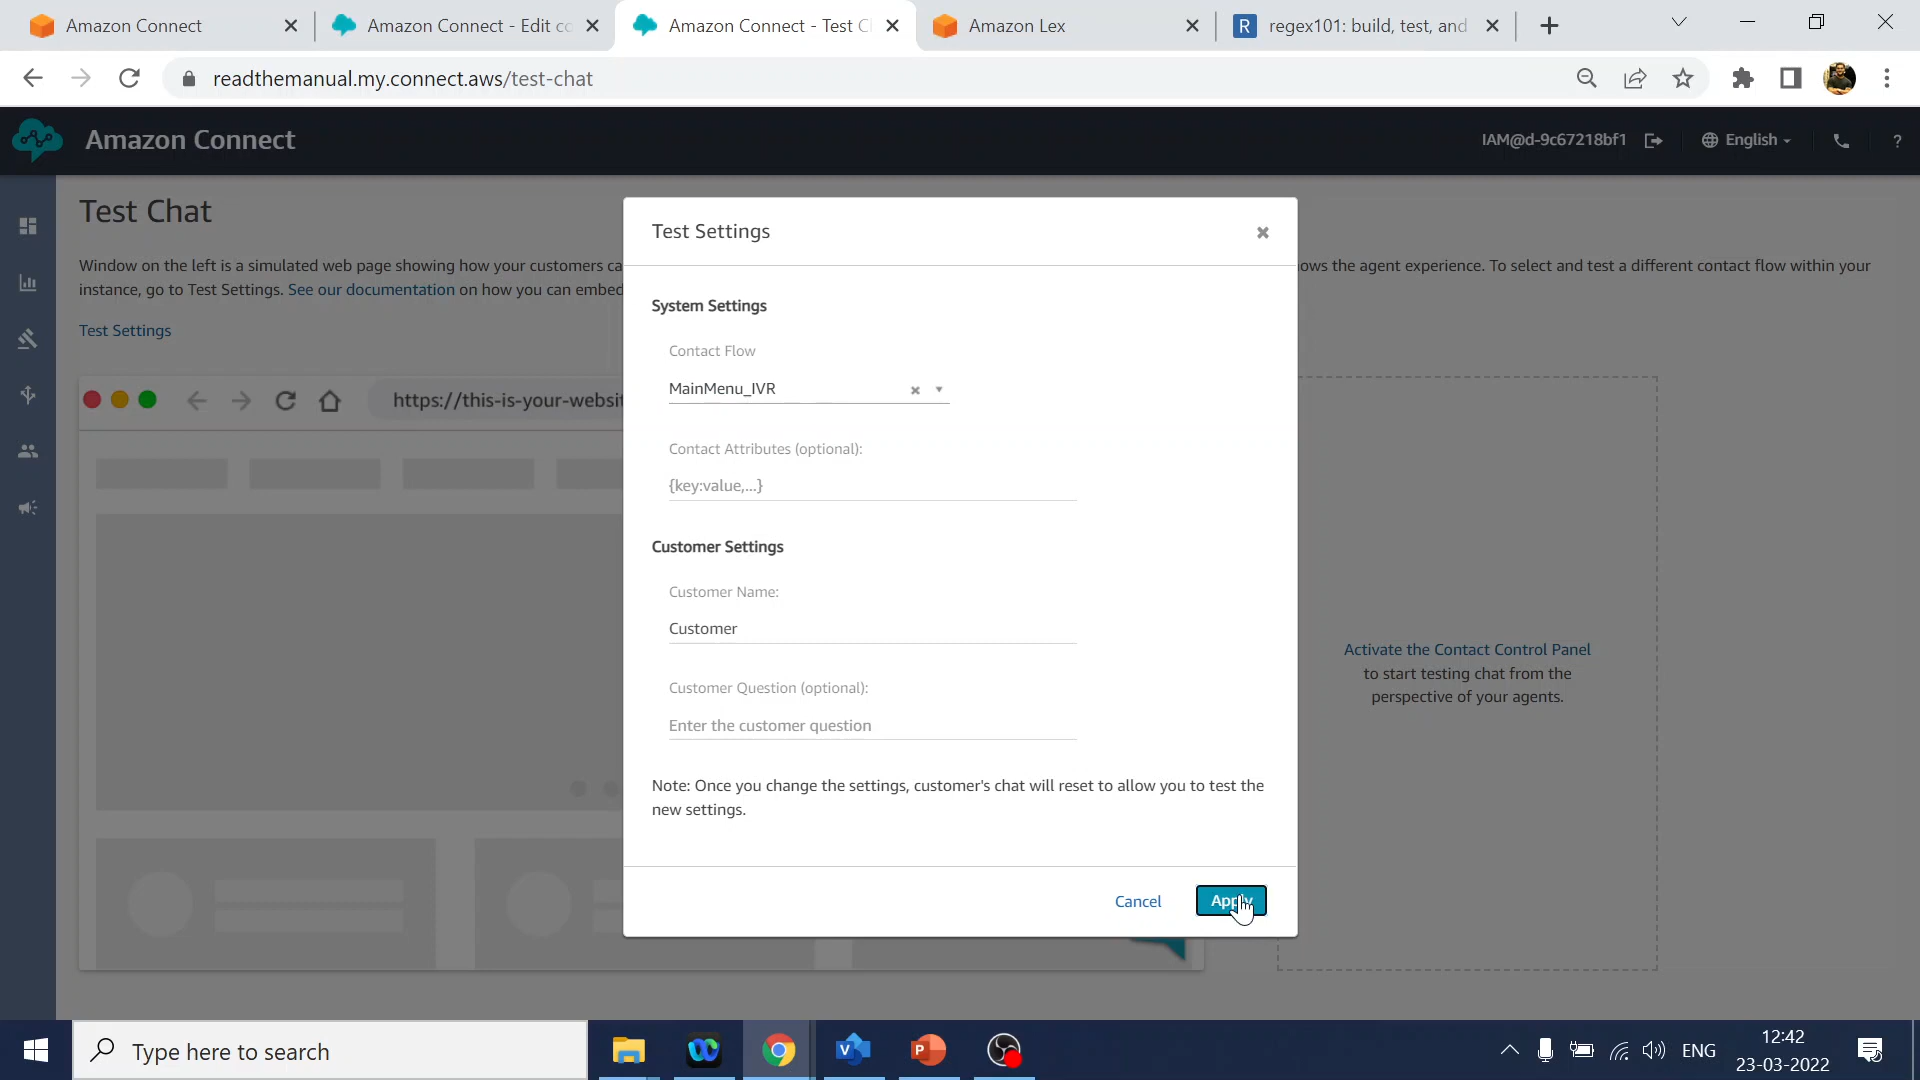 Amazon Connect
Amazon Connect - Edit co
Amazon Connect - Test C
Amazon Lex
R
regex101: build, test, and
readthemanual.my.connect.aws/test-chat
Amazon Connect
IAM@d-9c67218bf1
English
?
Test Chat
Window on the left is a simulated web page showing how your customers ca
ows the agent experience. To select and test a different contact flow within your
instance, go to Test Settings. See our documentation on how you can embed
Test Settings
https://this-is-your-websit
Test Settings
System Settings
Contact Flow
MainMenu_IVR
Contact Attributes (optional):
{key:value,...}
Customer Settings
Customer Name:
Customer
Customer Question (optional):
Enter the customer question
Note: Once you change the settings, customer's chat will reset to allow you to test the
new settings.
Cancel
Apply
Activate the Contact Control Panel
to start testing chat from the
perspective of your agents.
Type here to search
V
P
ENG
12:42
23-03-2022